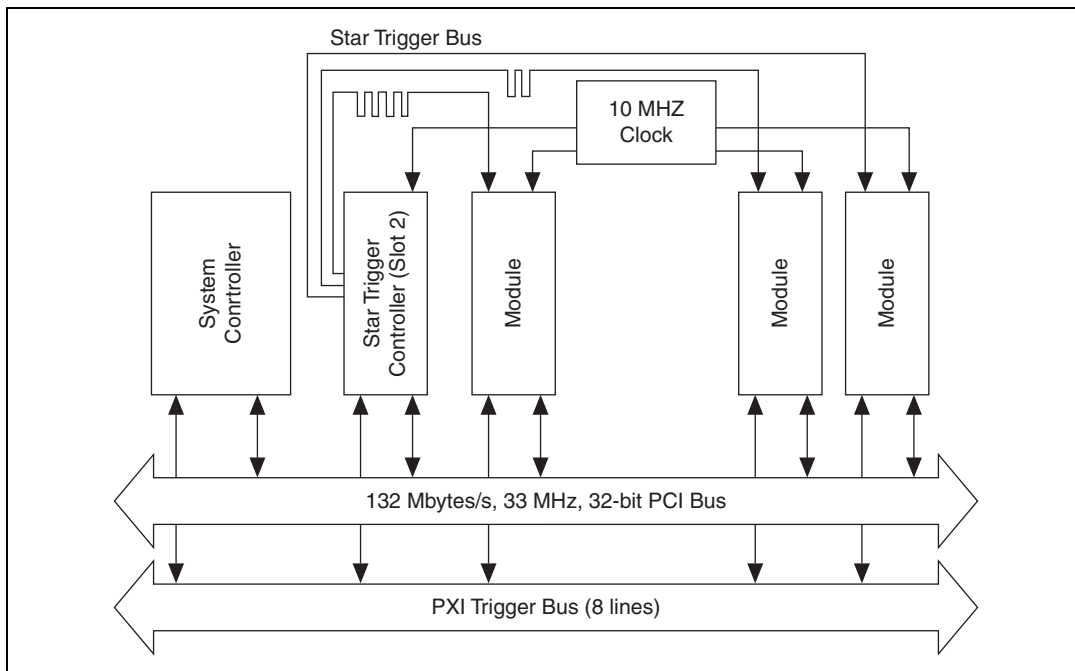 Star Trigger Bus
10 MHZ
Clock
System
Conrtroller
Star Trigger
Controller (Slot 2)
Module
Module
Module
132 Mbytes/s, 33 MHz, 32-bit PCI Bus
PXI Trigger Bus (8 lines)